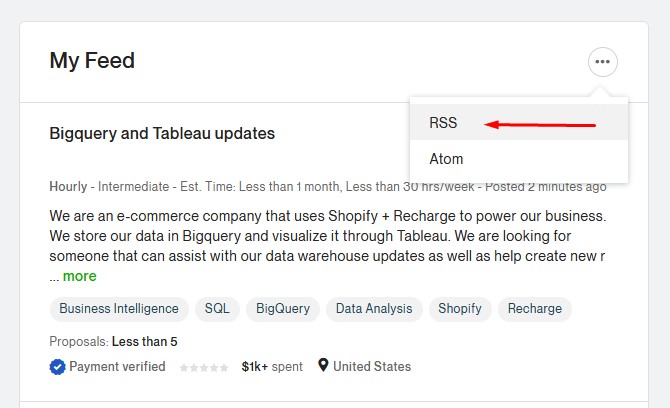 My Feed
RSS
Atom
Bigquery and Tableau updates
Hourly - Intermediate - Est. Time: Less than 1 month, Less than 30 hrs/week - Posted 2 minutes ago
We are an e-commerce company that uses Shopify + Recharge to power our business.
We store our data in Bigquery and visualize it through Tableau. We are looking for
someone that can assist with our data warehouse updates as well as help create new r
... more
Business Intelligence SQL BigQuery Data Analysis Shopify Recharge
Proposals: Less than 5
Payment verified $1k+ spent United States